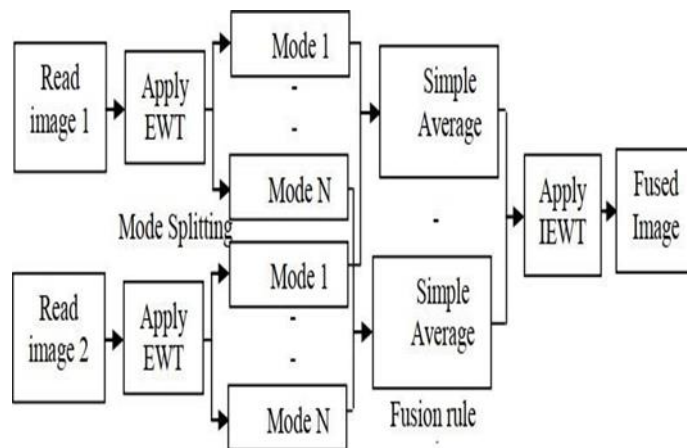 Read
image 1
Apply
EWT
Mode 1
Mode N
Mode Splitting
Simple
Average
Read
image 2
Apply
EWT
Mode 1
Mode N
Simple
Average
Fusion rule
Apply
IEWT
Fused
Image